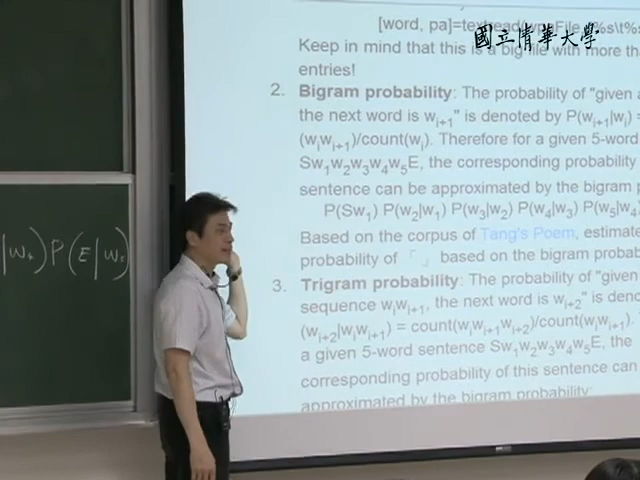 [word, pa]=textread(
國立清華大學
Keep in mind that this is a big file with more tha
entries!
2. Bigram probability: The probability of "given a
the next word is wi+1" is denoted by P(wi+1|wi) =
(wiwi+1)/count(wi). Therefore for a given 5-word
Sw1w2w3w4w5E, the corresponding probability
sentence can be approximated by the bigram
P(Sw1) P(w2|w1) P(w3|w2) P(w4|w3) P(w5|w4
Based on the corpus of Tang's Poem, estimate
probability of 「 」 based on the bigram probab
3. Trigram probability: The probability of "given
sequence wiwi+1, the next word is wi+2" is deno
(wi+2|wiwi+1) = count(wiwi+1wi+2)/count(wiwi+1).
a given 5-word sentence Sw1w2w3w4w5E, the
corresponding probability of this sentence can
approximated by the bigram probability:
P(E|w